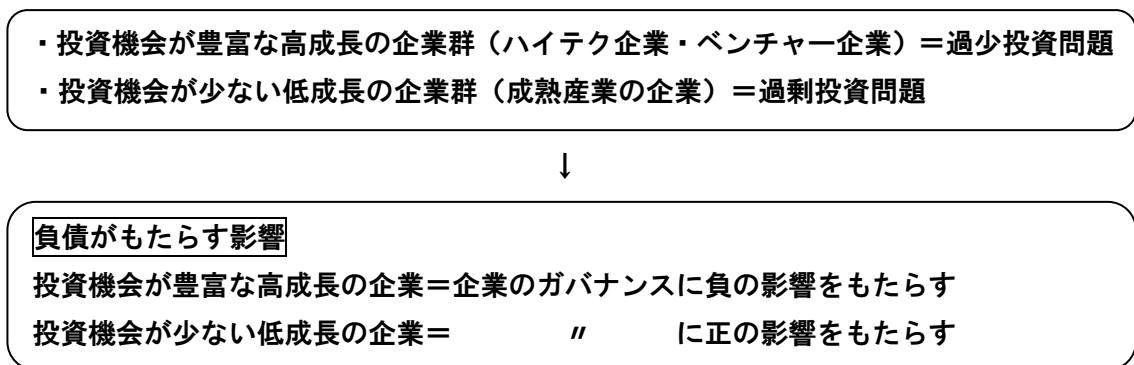 ・投資機会が豊富な高成長の企業群（ハイテク企業・ベンチャー企業）＝過少投資問題
・投資機会が少ない低成長の企業群（成熟産業の企業）＝過剰投資問題
↓
負債がもたらす影響
投資機会が豊富な高成長の企業＝企業のガバナンスに負の影響をもたらす
投資機会が少ない低成長の企業＝　　　　〃　　　に正の影響をもたらす